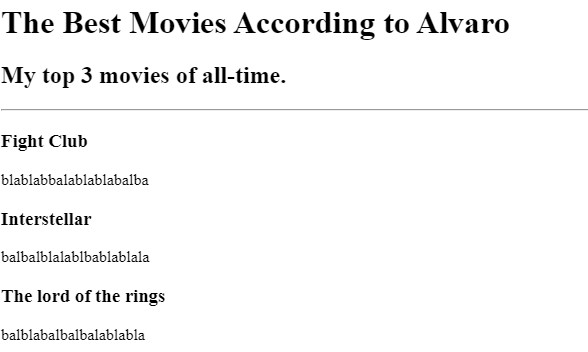 The Best Movies According to Alvaro
My top 3 movies of all-time.
Fight Club
blablabbalablablabalba
Interstellar
balbalblalablbablablala
The lord of the rings
balblabalbalbalablabla